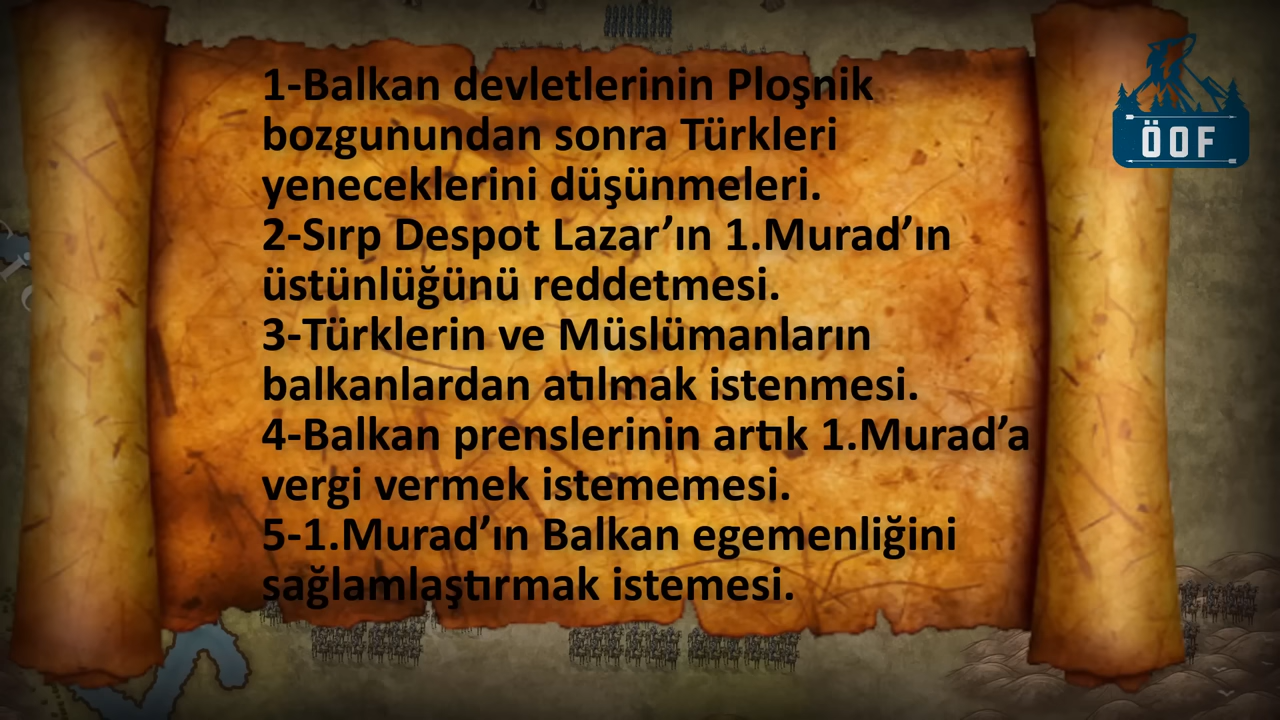 1-Balkan devletlerinin Ploşnik
bozgunundan sonra Türkleri
yeneceklerini düşünmeleri.
2-Sırp Despot Lazar’ın 1.Murad’ın
üstünlüğünü reddetmesi.
3-Türklerin ve Müslümanların
balkanlardan atılmak istenmesi.
4-Balkan prenslerinin artık 1.Murad’a
vergi vermek istememesi.
5-1.Murad’ın Balkan egemenliğini
sağlamlaştırmak istemesi.
ÖOF